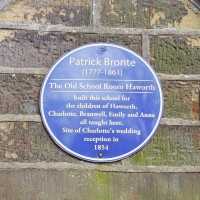 Patrick Brontë
(1777-1861)
The Old School Room Haworth
built this school for
the children of Haworth.
Charlotte, Branwell, Emily and Anne
all taught here.
Site of Charlotte's wedding
reception in
1854